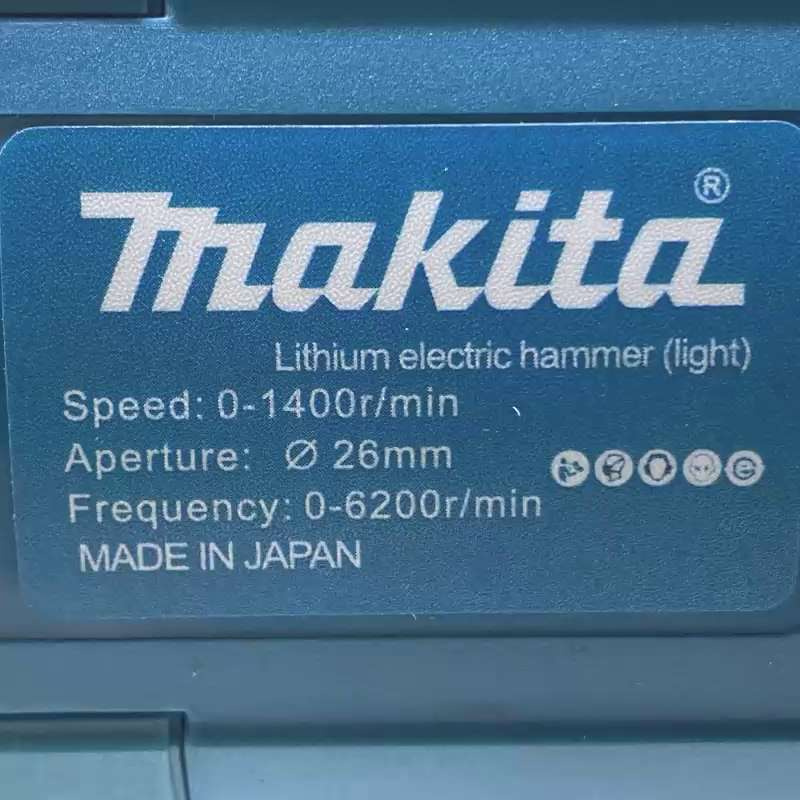 makita®
Lithium electric hammer (light)
Speed: 0-1400r/min
Aperture: Ø 26mm
Frequency: 0-6200r/min
MADE IN JAPAN